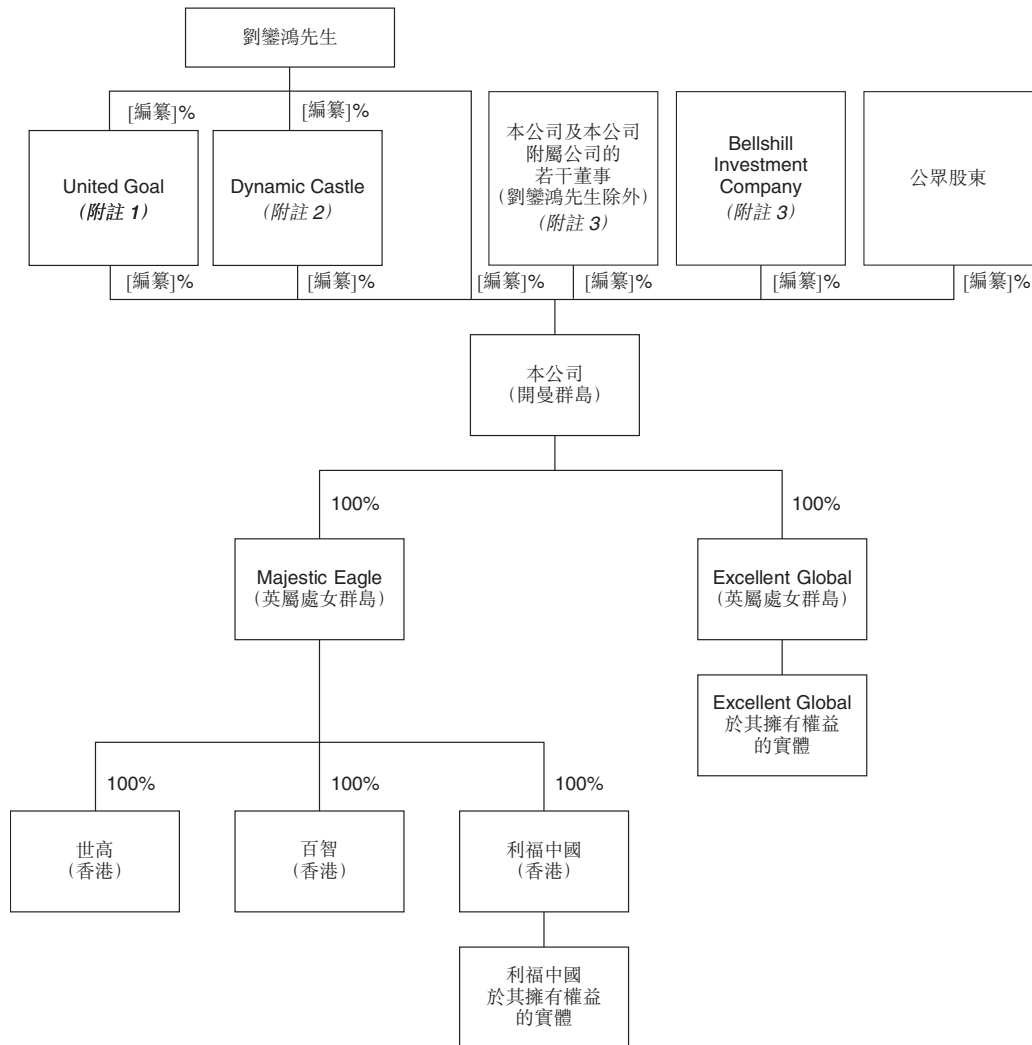 劉鑾鴻先生
[編纂]%
[編纂]%
United Goal
(附註 1)
Dynamic Castle
(附註 2)
本公司及本公司
附屬公司的
若干董事
(劉鑾鴻先生除外)
(附註 3)
Bellshill
Investment
Company
(附註 3)
公眾股東
[編纂]%
[編纂]%
[編纂]%
[編纂]%
[編纂]%
[編纂]%
本公司
(開曼群島)
100%
100%
Majestic Eagle
(英屬處女群島)
Excellent Global
(英屬處女群島)
Excellent Global
於其擁有權益
的實體
100%
100%
100%
世高
(香港)
百智
(香港)
利福中國
(香港)
利福中國
於其擁有權益
的實體